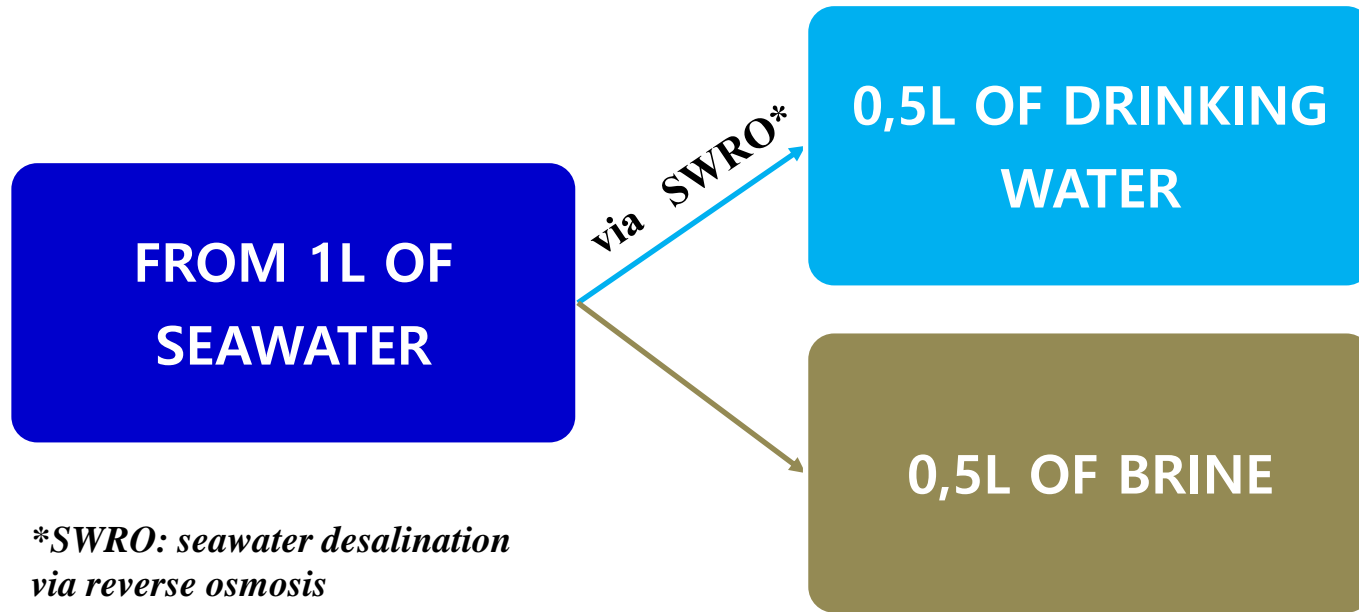 FROM 1L OF
SEAWATER
via SWRO*
0,5L OF DRINKING
WATER
0,5L OF BRINE
*SWRO: seawater desalination
via reverse osmosis